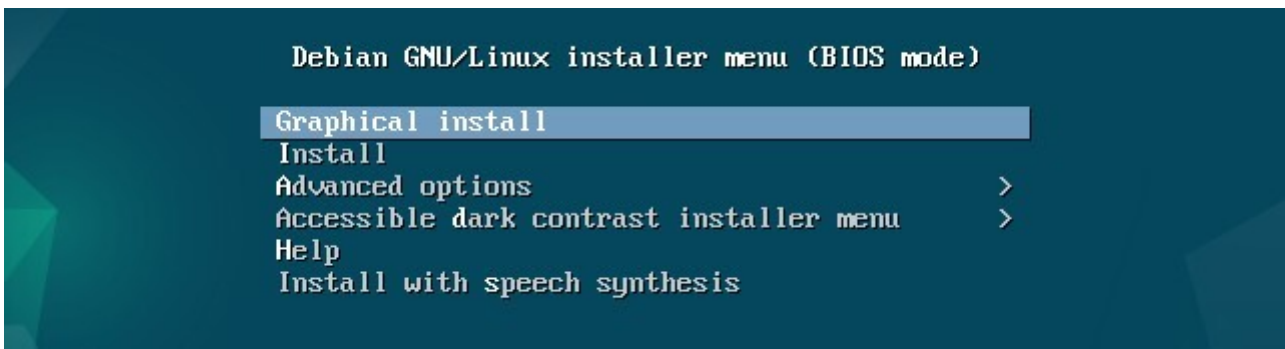 Debian GNU/Linux installer menu (BIOS mode)
Graphical install
Install
Advanced options >
Accessible dark contrast installer menu >
Help
Install with speech synthesis